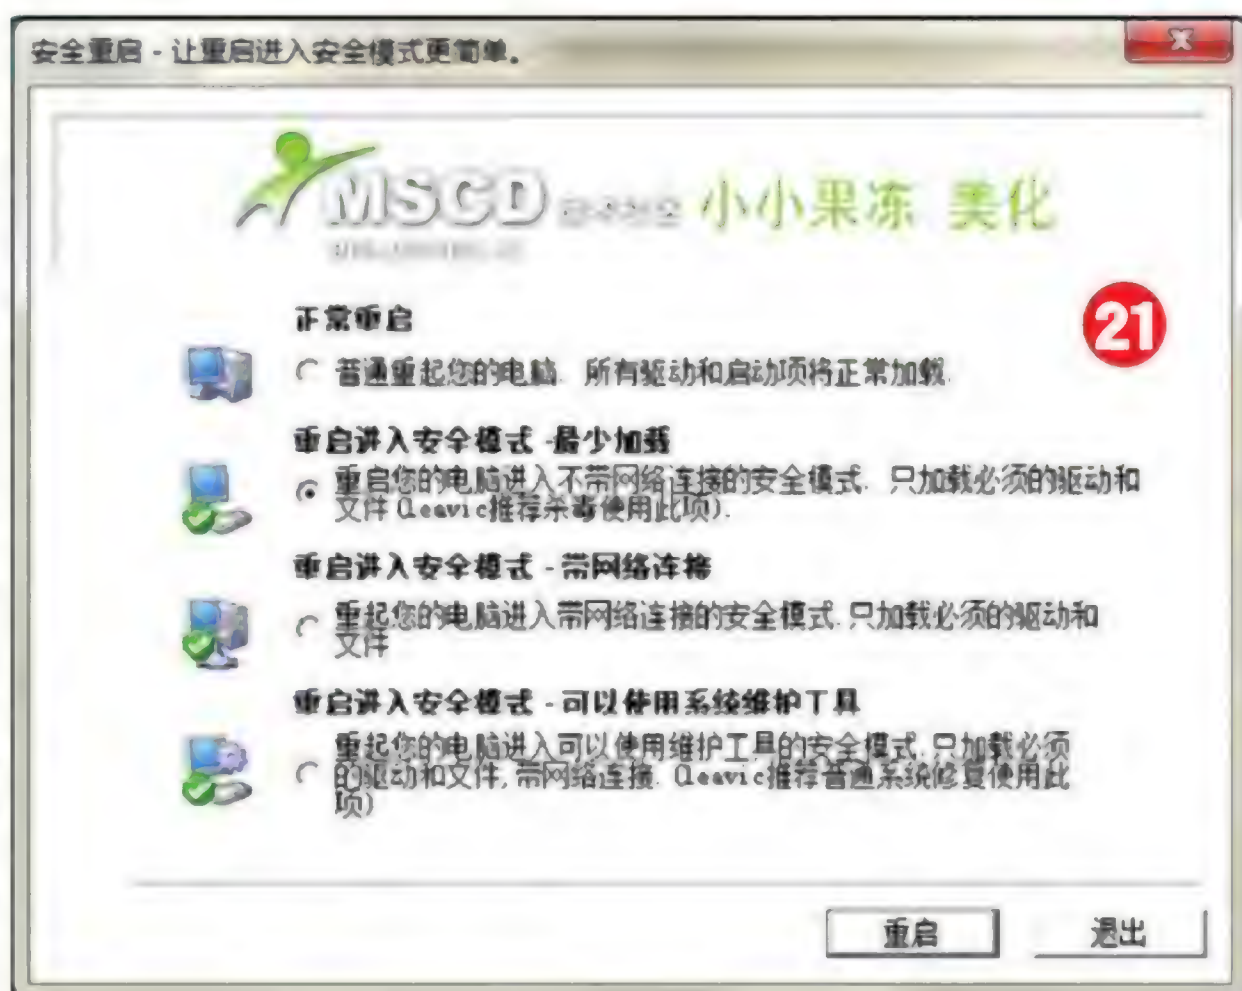 安全重启 - 让重启进入安全模式更简单。
MSCD 小小果冻 美化
21
正常重启
普通重起您的电脑. 所有驱动和启动项将正常加载.
重启进入安全模式 -最少加载
重启您的电脑进入不带网络连接的安全模式. 只加载必须的驱动和
文件 (leavic推荐杀毒使用此项).
重启进入安全模式 - 带网络连接
重起您的电脑进入带网络连接的安全模式.只加载必须的驱动和
文件
重启进入安全模式 - 可以使用系统维护工具
重起您的电脑进入可以使用维护工具的安全模式.只加载必须
的驱动和文件,带网络连接. (leavic推荐普通系统修复使用此
项)
重启
退出